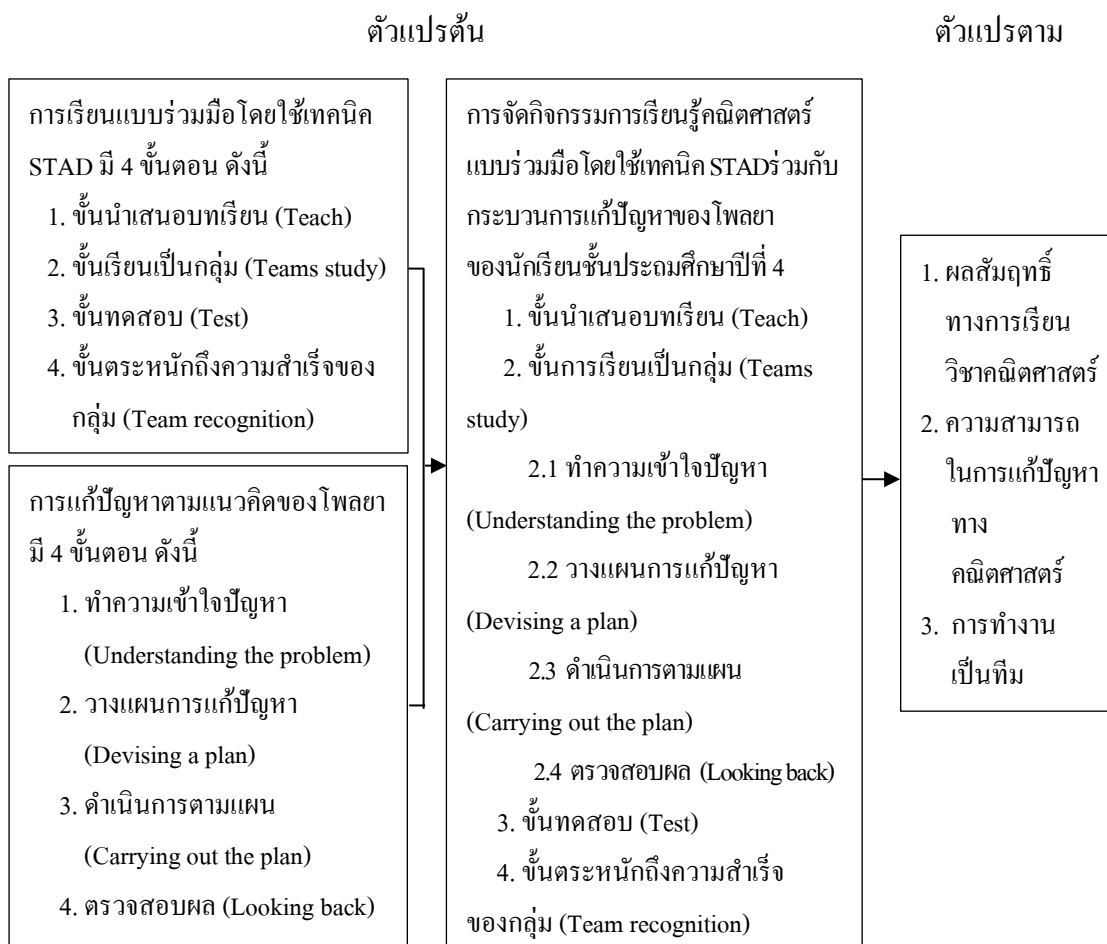 ตัวแปรต้น
ตัวแปรตาม
การเรียนแบบร่วมมือโดยใช้เทคนิค
STAD มี 4 ขั้นตอน ดังนี้
1. ขั้นนำเสนอบทเรียน (Teach)
2. ขั้นเรียนเป็นกลุ่ม (Teams study)
3. ขั้นทดสอบ (Test)
4. ขั้นตระหนักถึงความสำเร็จของ
กลุ่ม (Team recognition)
การแก้ปัญหาตามแนวคิดของโพลยา
มี 4 ขั้นตอน ดังนี้
1. ทำความเข้าใจปัญหา
(Understanding the problem)
2. วางแผนการแก้ปัญหา
(Devising a plan)
3. ดำเนินการตามแผน
(Carrying out the plan)
4. ตรวจสอบผล (Looking back)
การจัดกิจกรรมการเรียนรู้คณิตศาสตร์
แบบร่วมมือโดยใช้เทคนิค STADร่วมกับ
กระบวนการแก้ปัญหาของโพลยา
ของนักเรียนชั้นประถมศึกษาปีที่ 4
1. ขั้นนำเสนอบทเรียน (Teach)
2. ขั้นการเรียนเป็นกลุ่ม (Teams
study)
2.1 ทำความเข้าใจปัญหา
(Understanding the problem)
2.2 วางแผนการแก้ปัญหา
(Devising a plan)
2.3 ดำเนินการตามแผน
(Carrying out the plan)
2.4 ตรวจสอบผล (Looking back)
3. ขั้นทดสอบ (Test)
4. ขั้นตระหนักถึงความสำเร็จ
ของกลุ่ม (Team recognition)
1. ผลสัมฤทธิ์
ทางการเรียน
วิชาคณิตศาสตร์
2. ความสามารถ
ในการแก้ปัญหา
ทาง
คณิตศาสตร์
3. การทำงาน
เป็นทีม